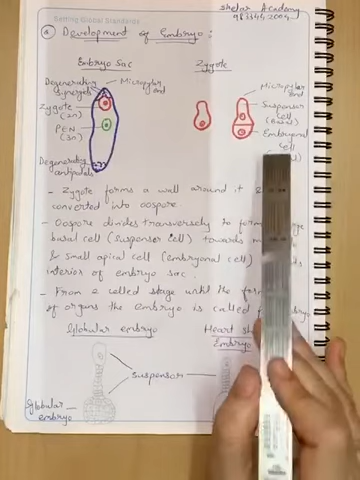 Setting Global Standards
Shelar Academy
ⓐ Development of Embryo :
Embryo Sac
Zygote
Degenerating synergids
Micropylar end
Zygote (2n)
PEN (3n)
Degenerating antipodals
Micropylar end
Suspensor cell (Basal)
Embryonal cell
- Zygote forms a wall around it &
converted into oospore.
- Oospore divides transversely to form
basal cell (suspensor cell) towards
& small apical cell (embryonal cell)
interior of embryo sac.
- From 2 celled stage until the
of organs the embryo is called
Globular embryo
Heart
Embryo
Suspensor
Globular embryo